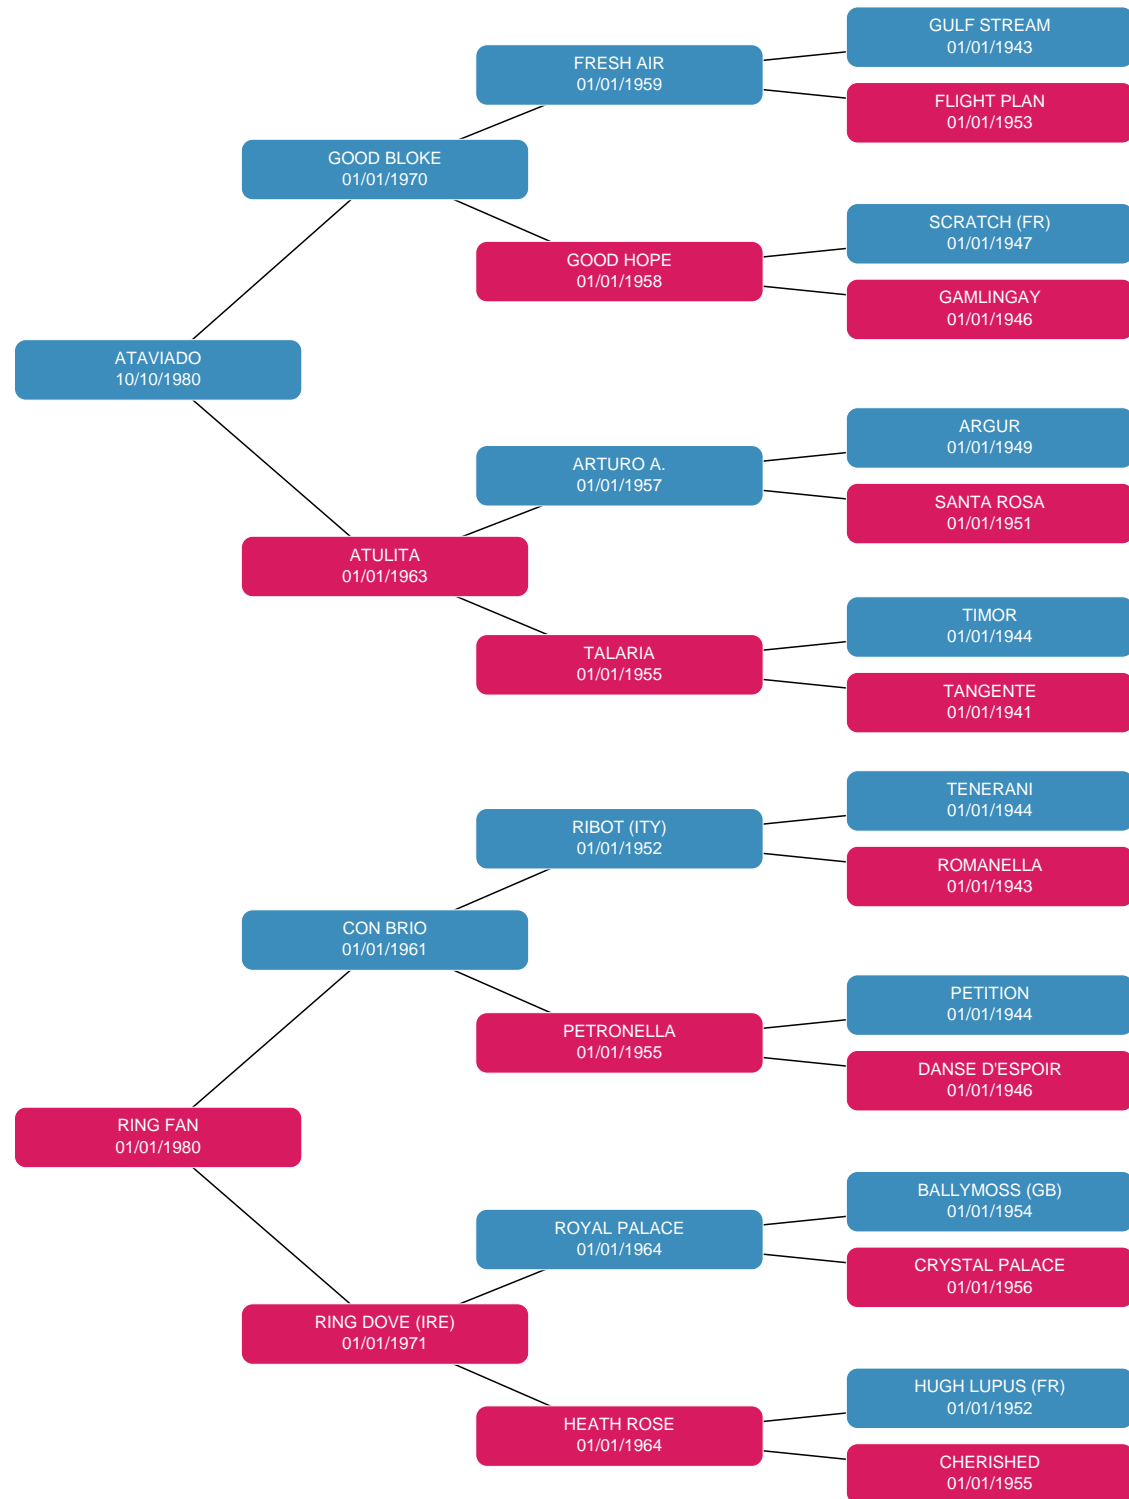 GULF STREAM
01/01/1943
FRESH AIR
01/01/1959
FLIGHT PLAN
01/01/1953
GOOD BLOKE
01/01/1970
SCRATCH (FR)
01/01/1947
GOOD HOPE
01/01/1958
GAMLINGAY
01/01/1946
ATAVIADO
10/10/1980
ARGUR
01/01/1949
ARTURO A.
01/01/1957
SANTA ROSA
01/01/1951
ATULITA
01/01/1963
TIMOR
01/01/1944
TALARIA
01/01/1955
TANGENTE
01/01/1941
TENERANI
01/01/1944
RIBOT (ITY)
01/01/1952
ROMANELLA
01/01/1943
CON BRIO
01/01/1961
PETITION
01/01/1944
PETRONELLA
01/01/1955
DANSE D'ESPOIR
01/01/1946
RING FAN
01/01/1980
BALLYMOSS (GB)
01/01/1954
ROYAL PALACE
01/01/1964
CRYSTAL PALACE
01/01/1956
RING DOVE (IRE)
01/01/1971
HUGH LUPUS (FR)
01/01/1952
HEATH ROSE
01/01/1964
CHERISHED
01/01/1955